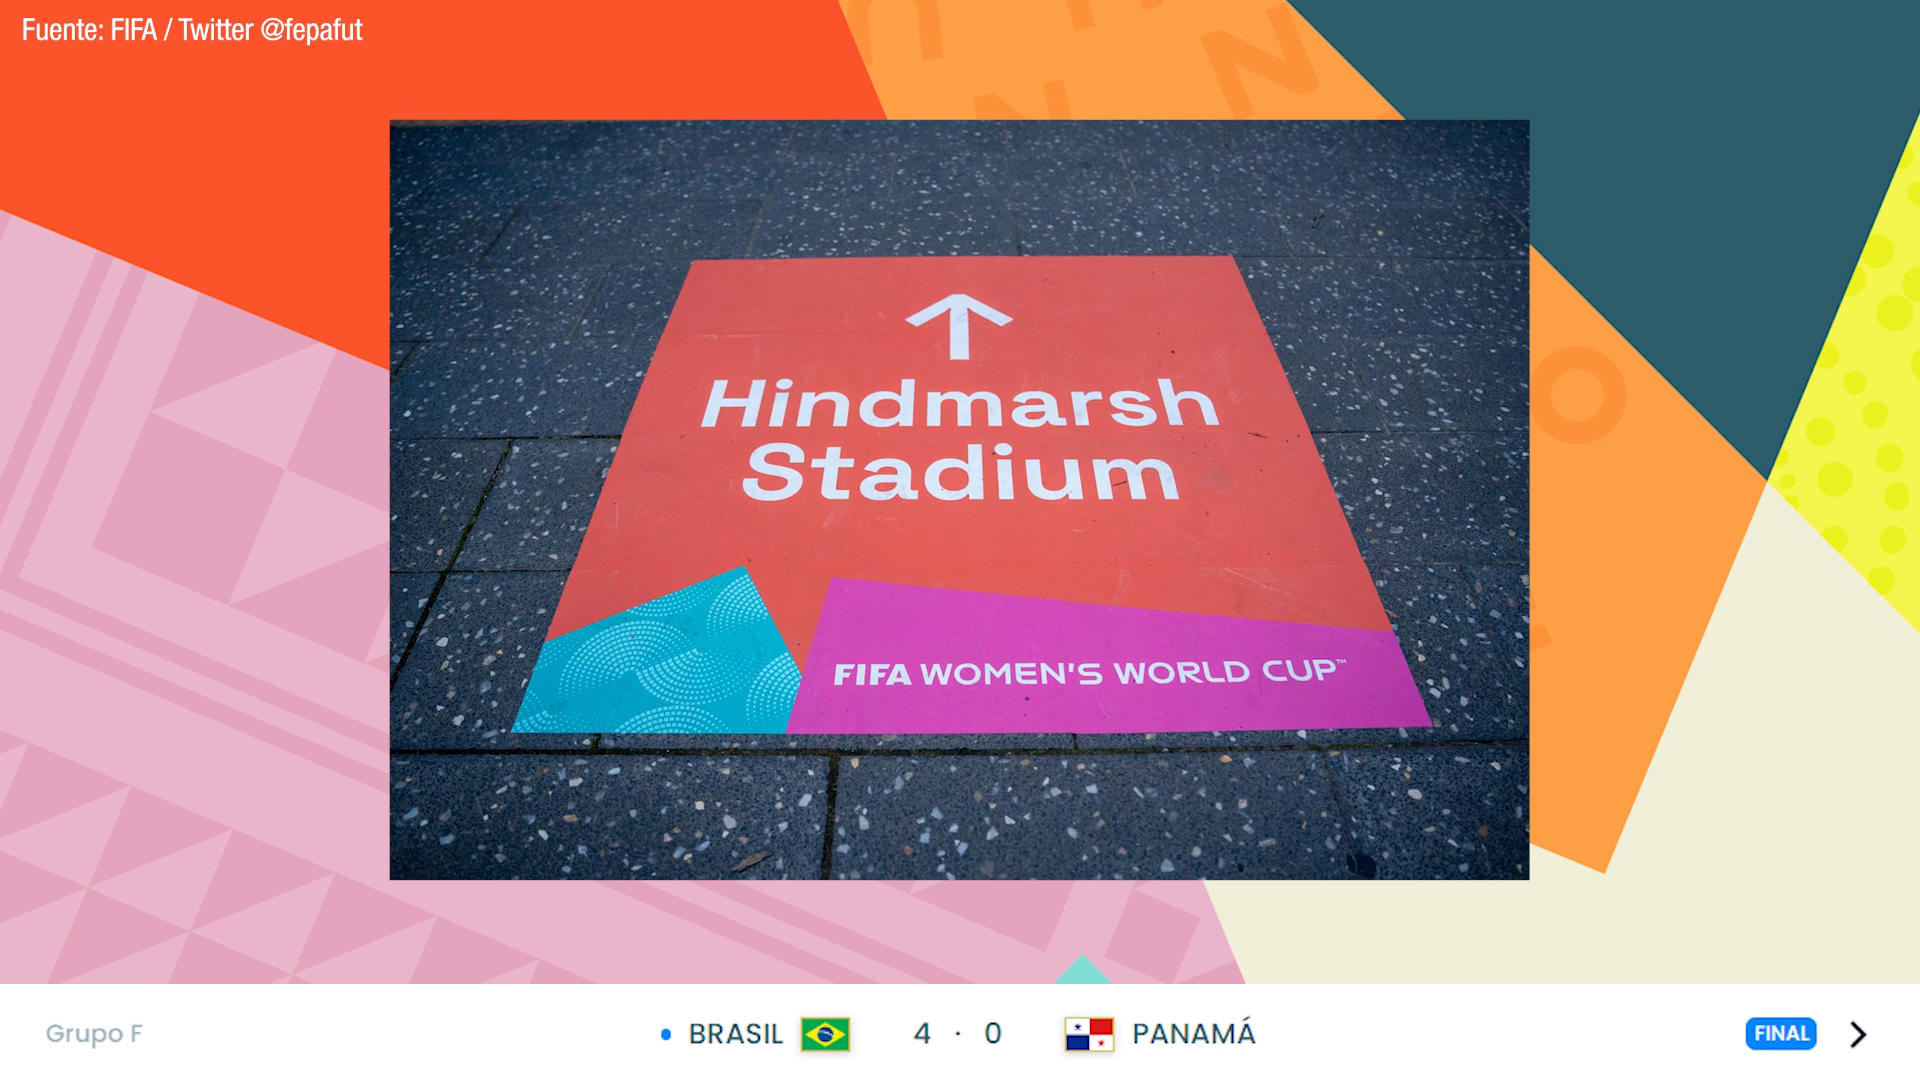 Fuente: FIFA / Twitter @fepafut
Hindmarsh
Stadium
FIFA WOMEN'S WORLD CUP™
Grupo F
BRASIL 4 · 0 PANAMÁ
FINAL